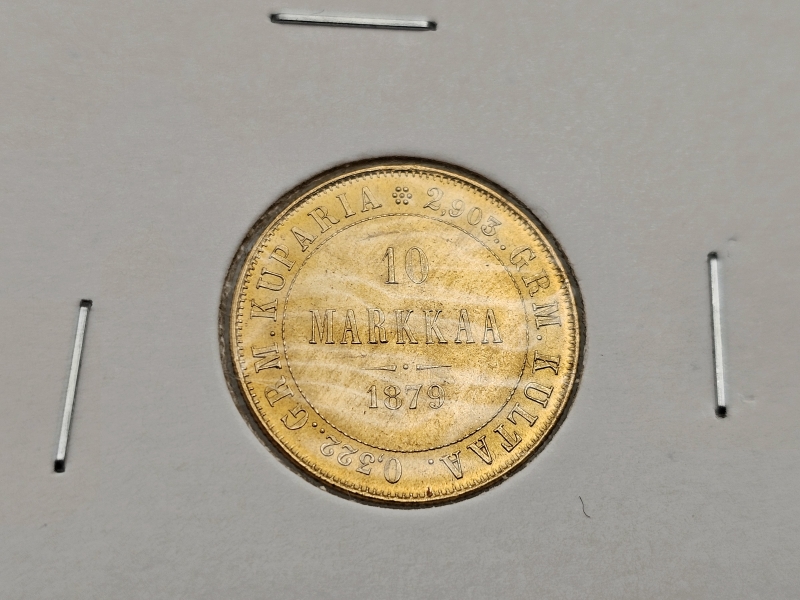 10
MARKKAA
1879
2,903.. GRM. KULTAA. 0,322.. GRM. KUPARIA